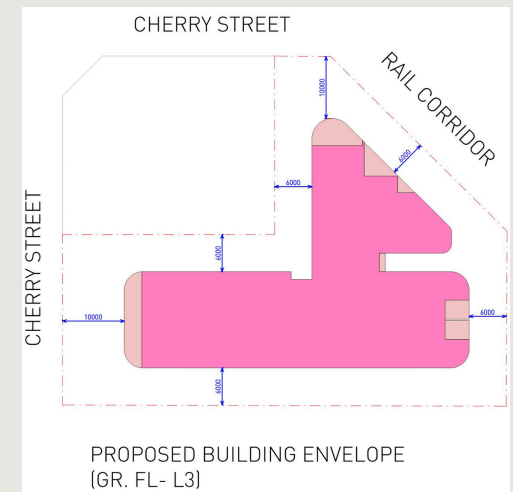 CHERRY STREET
RAIL CORRIDOR
10000
6000
6000
CHERRY STREET
6000
10000
6000
6000
PROPOSED BUILDING ENVELOPE
(GR. FL- L3)